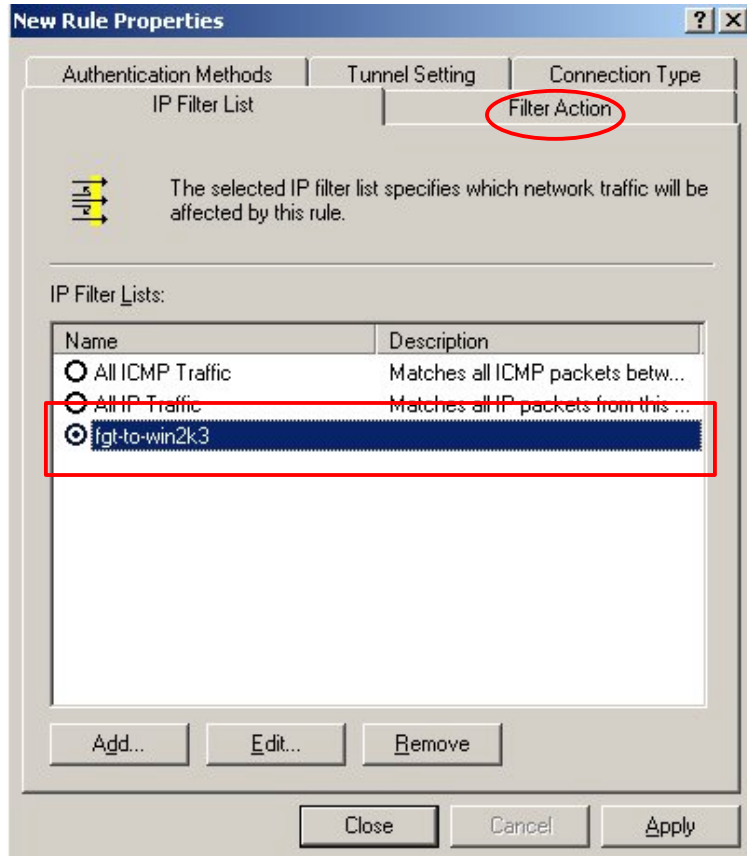 New Rule Properties
Authentication Methods Tunnel Setting Connection Type
IP Filter List Filter Action
The selected IP filter list specifies which network traffic will be
affected by this rule.
IP Filter Lists:
Name Description
All ICMP Traffic Matches all ICMP packets betw...
All IP Traffic Matches all IP packets from this ...
fgt-to-win2k3
Add... Edit... Remove
Close Cancel Apply